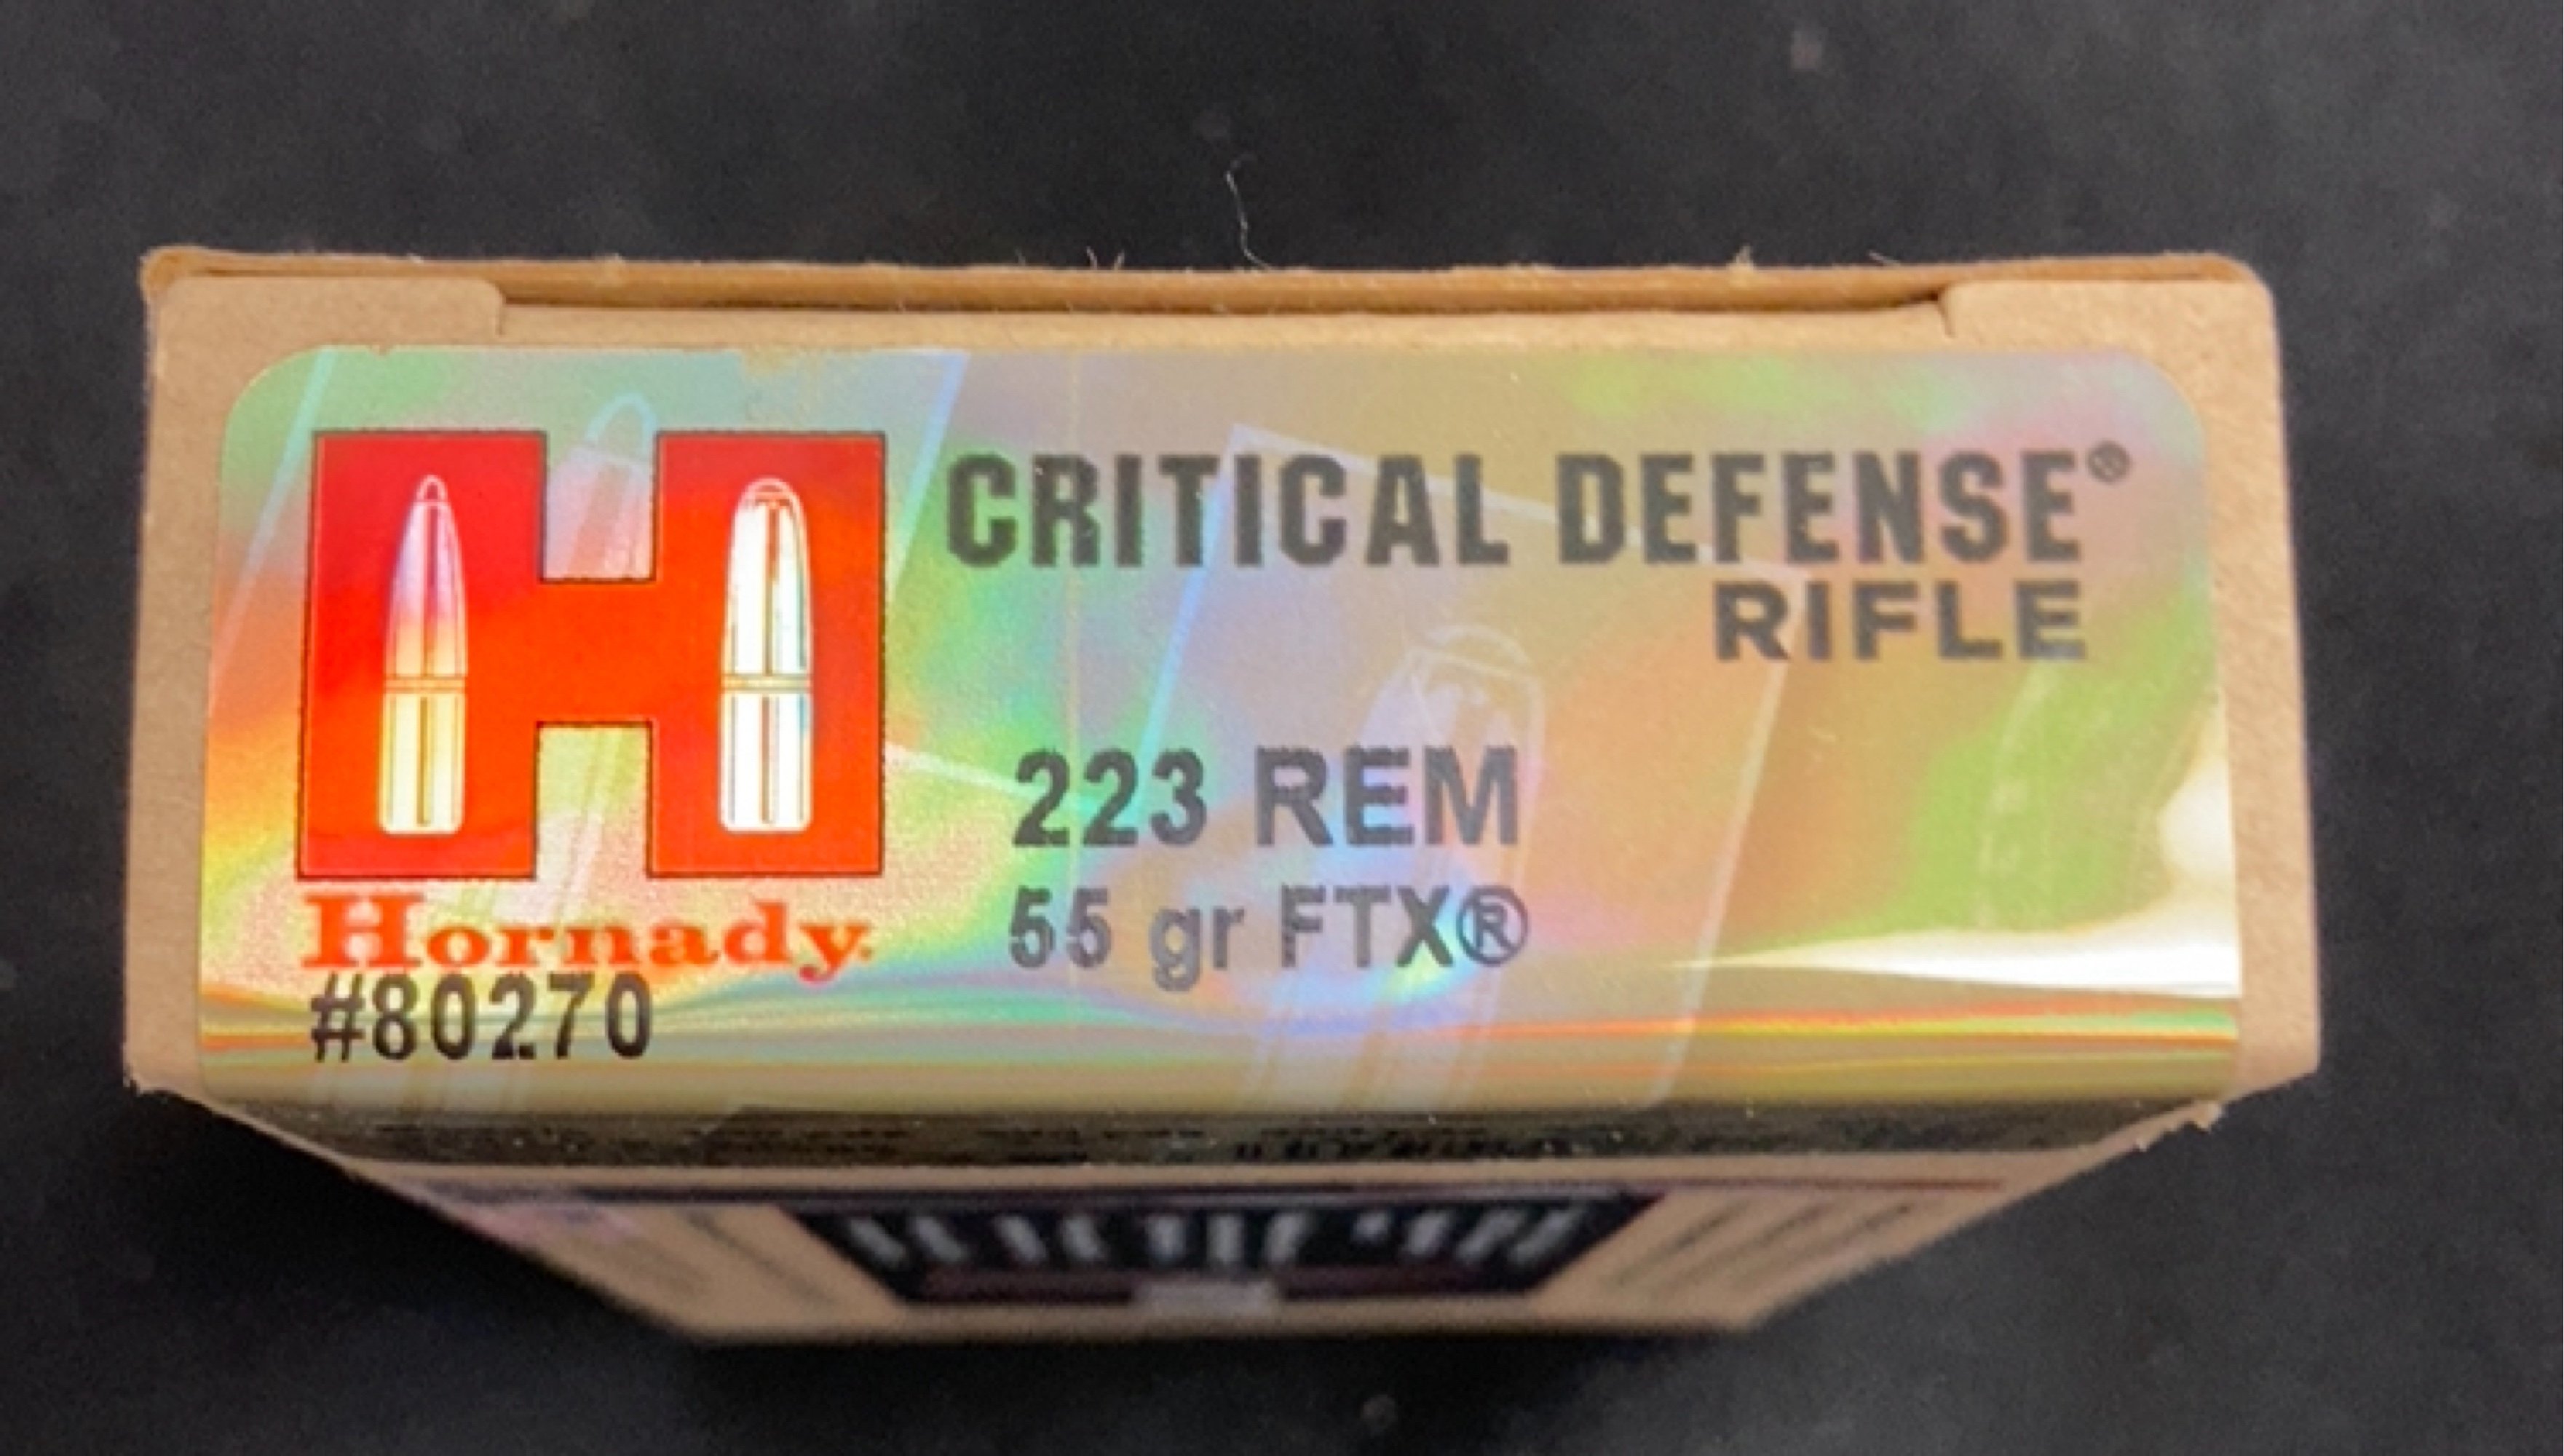 CRITICAL DEFENSE®
RIFLE
223 REM
55 gr FTX®
Hornady
#80270